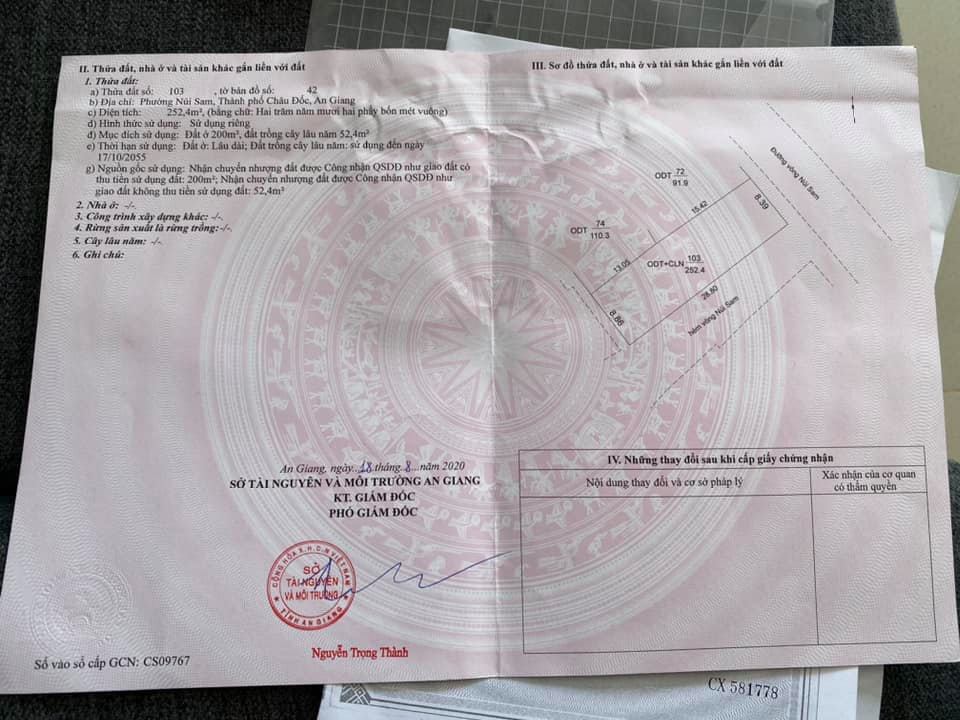 II. Thửa đất, nhà ở và tài sản khác gắn liền với đất
1. Thửa đất:
a) Thửa đất số: 103 , tờ bản đồ số: 42
b) Địa chỉ: Phường Núi Sam, Thành phố Châu Đốc, An Giang
c) Diện tích: 252,4m², (bằng chữ: Hai trăm năm mươi hai phẩy bốn mét vuông)
d) Hình thức sử dụng: Sử dụng riêng
đ) Mục đích sử dụng: Đất ở 200m², đất trồng cây lâu năm 52,4m²
e) Thời hạn sử dụng: Đất ở: Lâu dài; Đất trồng cây lâu năm: sử dụng đến ngày
17/10/2055
g) Nguồn gốc sử dụng: Nhận chuyển nhượng đất được Công nhận QSDĐ như giao đất có
thu tiền sử dụng đất: 200m²; Nhận chuyển nhượng đất được Công nhận QSDĐ như
giao đất không thu tiền sử dụng đất: 52,4m²
2. Nhà ở: -/-.
3. Công trình xây dựng khác: -/-.
4. Rừng sản xuất là rừng trồng:-/-.
5. Cây lâu năm: -/-
6. Ghi chú:
An Giang, ngày..18 tháng..8...năm 2020
SỞ TÀI NGUYÊN VÀ MÔI TRƯỜNG AN GIANG
KT. GIÁM ĐỐC
PHÓ GIÁM ĐỐC
CỘNG HÒA X.H.C.N VIỆT NAM
SỞ
TÀI NGUYÊN
VÀ MÔI TRƯỜNG
TỈNH AN GIANG
Nguyễn Trọng Thành
Số vào sổ cấp GCN: CS09767
III. Sơ đồ thửa đất, nhà ở và tài sản khác gắn liền với đất
Đường vòng Núi Sam
ODT 72
91.9
15.42
8.39
ODT 74
110.3
13.05
ODT+CLN 103
252.4
28.80
8.86
hẻm vòng Núi Sam
IV. Những thay đổi sau khi cấp giấy chứng nhận
Nội dung thay đổi và cơ sở pháp lý
Xác nhận của cơ quan
có thẩm quyền
CX 581778